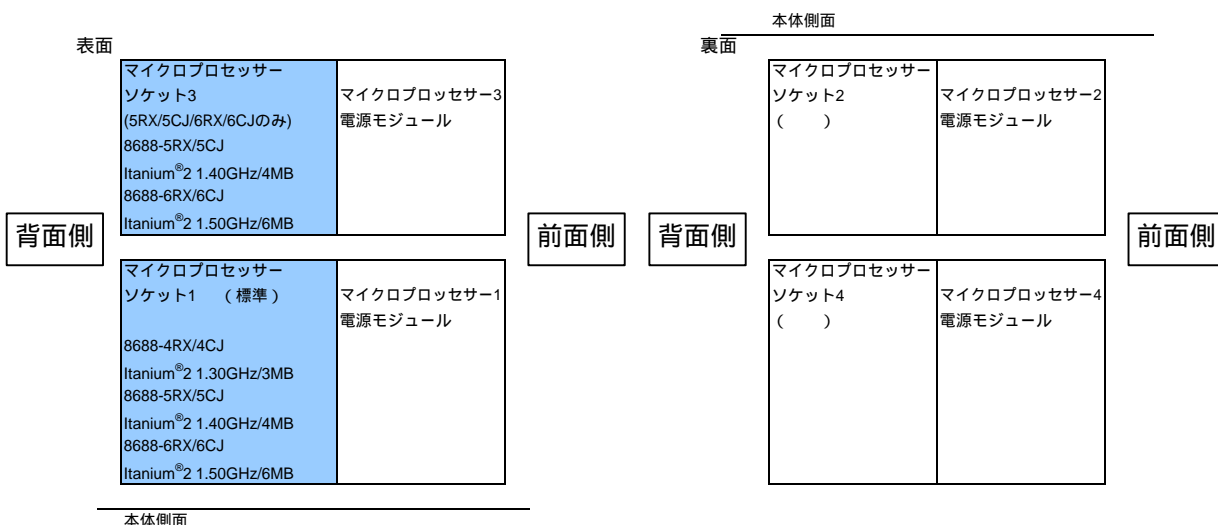 本体側面
表面
裏面
マイクロプロセッサー
ソケット3
(5RX/5CJ/6RX/6CJのみ)
8688-5RX/5CJ
Itanium®2 1.40GHz/4MB
8688-6RX/6CJ
Itanium®2 1.50GHz/6MB
マイクロプロッセサー3
電源モジュール
マイクロプロセッサー
ソケット2
(　　)
マイクロプロッセサー2
電源モジュール
背面側
前面側
背面側
前面側
マイクロプロセッサー
ソケット1　(標準)
8688-4RX/4CJ
Itanium®2 1.30GHz/3MB
8688-5RX/5CJ
Itanium®2 1.40GHz/4MB
8688-6RX/6CJ
Itanium®2 1.50GHz/6MB
マイクロプロッセサー1
電源モジュール
マイクロプロセッサー
ソケット4
(　　)
マイクロプロッセサー4
電源モジュール
本体側面